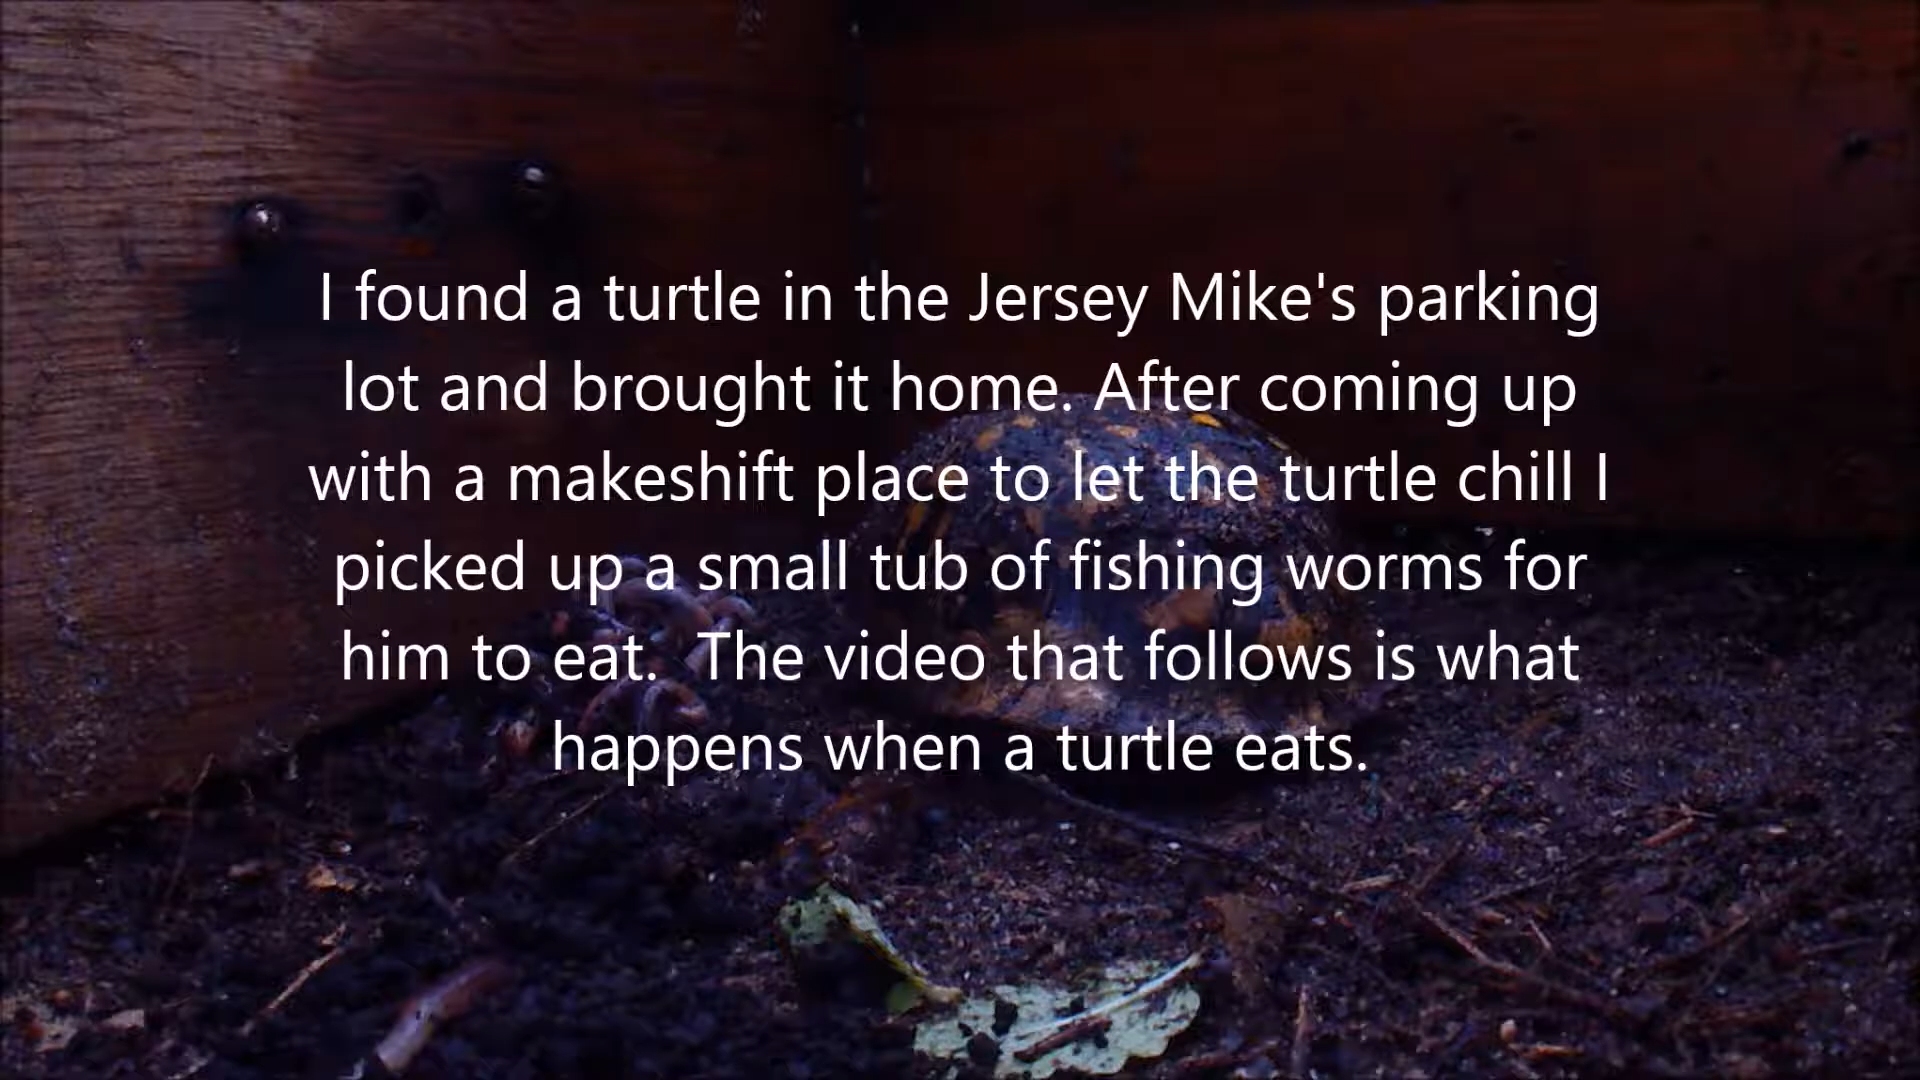 I found a turtle in the Jersey Mike's parking
lot and brought it home. After coming up
with a makeshift place to let the turtle chill I
picked up a small tub of fishing worms for
him to eat.  The video that follows is what
happens when a turtle eats.